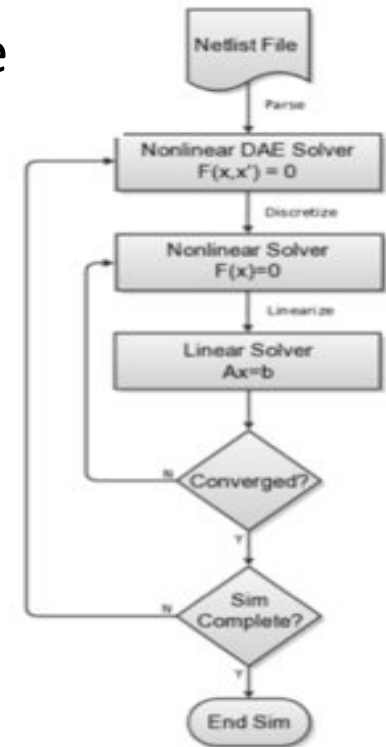 e
Netlist File
Parse
Nonlinear DAE Solver
F(x,x') = 0
Discretize
Nonlinear Solver
F(x)=0
Linearize
Linear Solver
Ax=b
N
Converged?
Y
N
Sim
Complete?
Y
End Sim